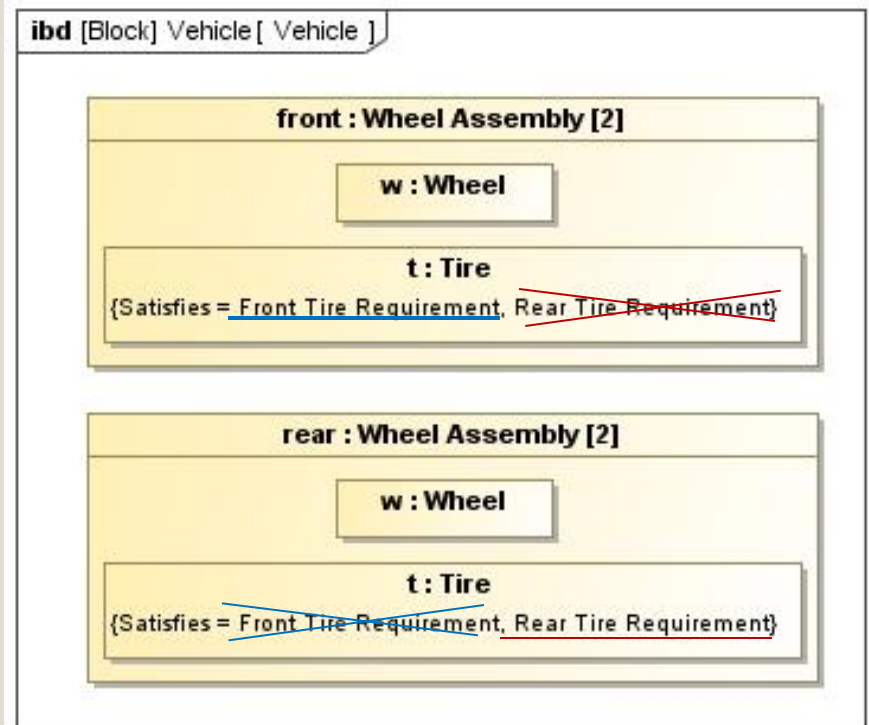 ibd [Block] Vehicle [ Vehicle ]
front : Wheel Assembly [2]
w : Wheel
t : Tire
{Satisfies = Front Tire Requirement, Rear Tire Requirement}
rear : Wheel Assembly [2]
w : Wheel
t : Tire
{Satisfies = Front Tire Requirement, Rear Tire Requirement}